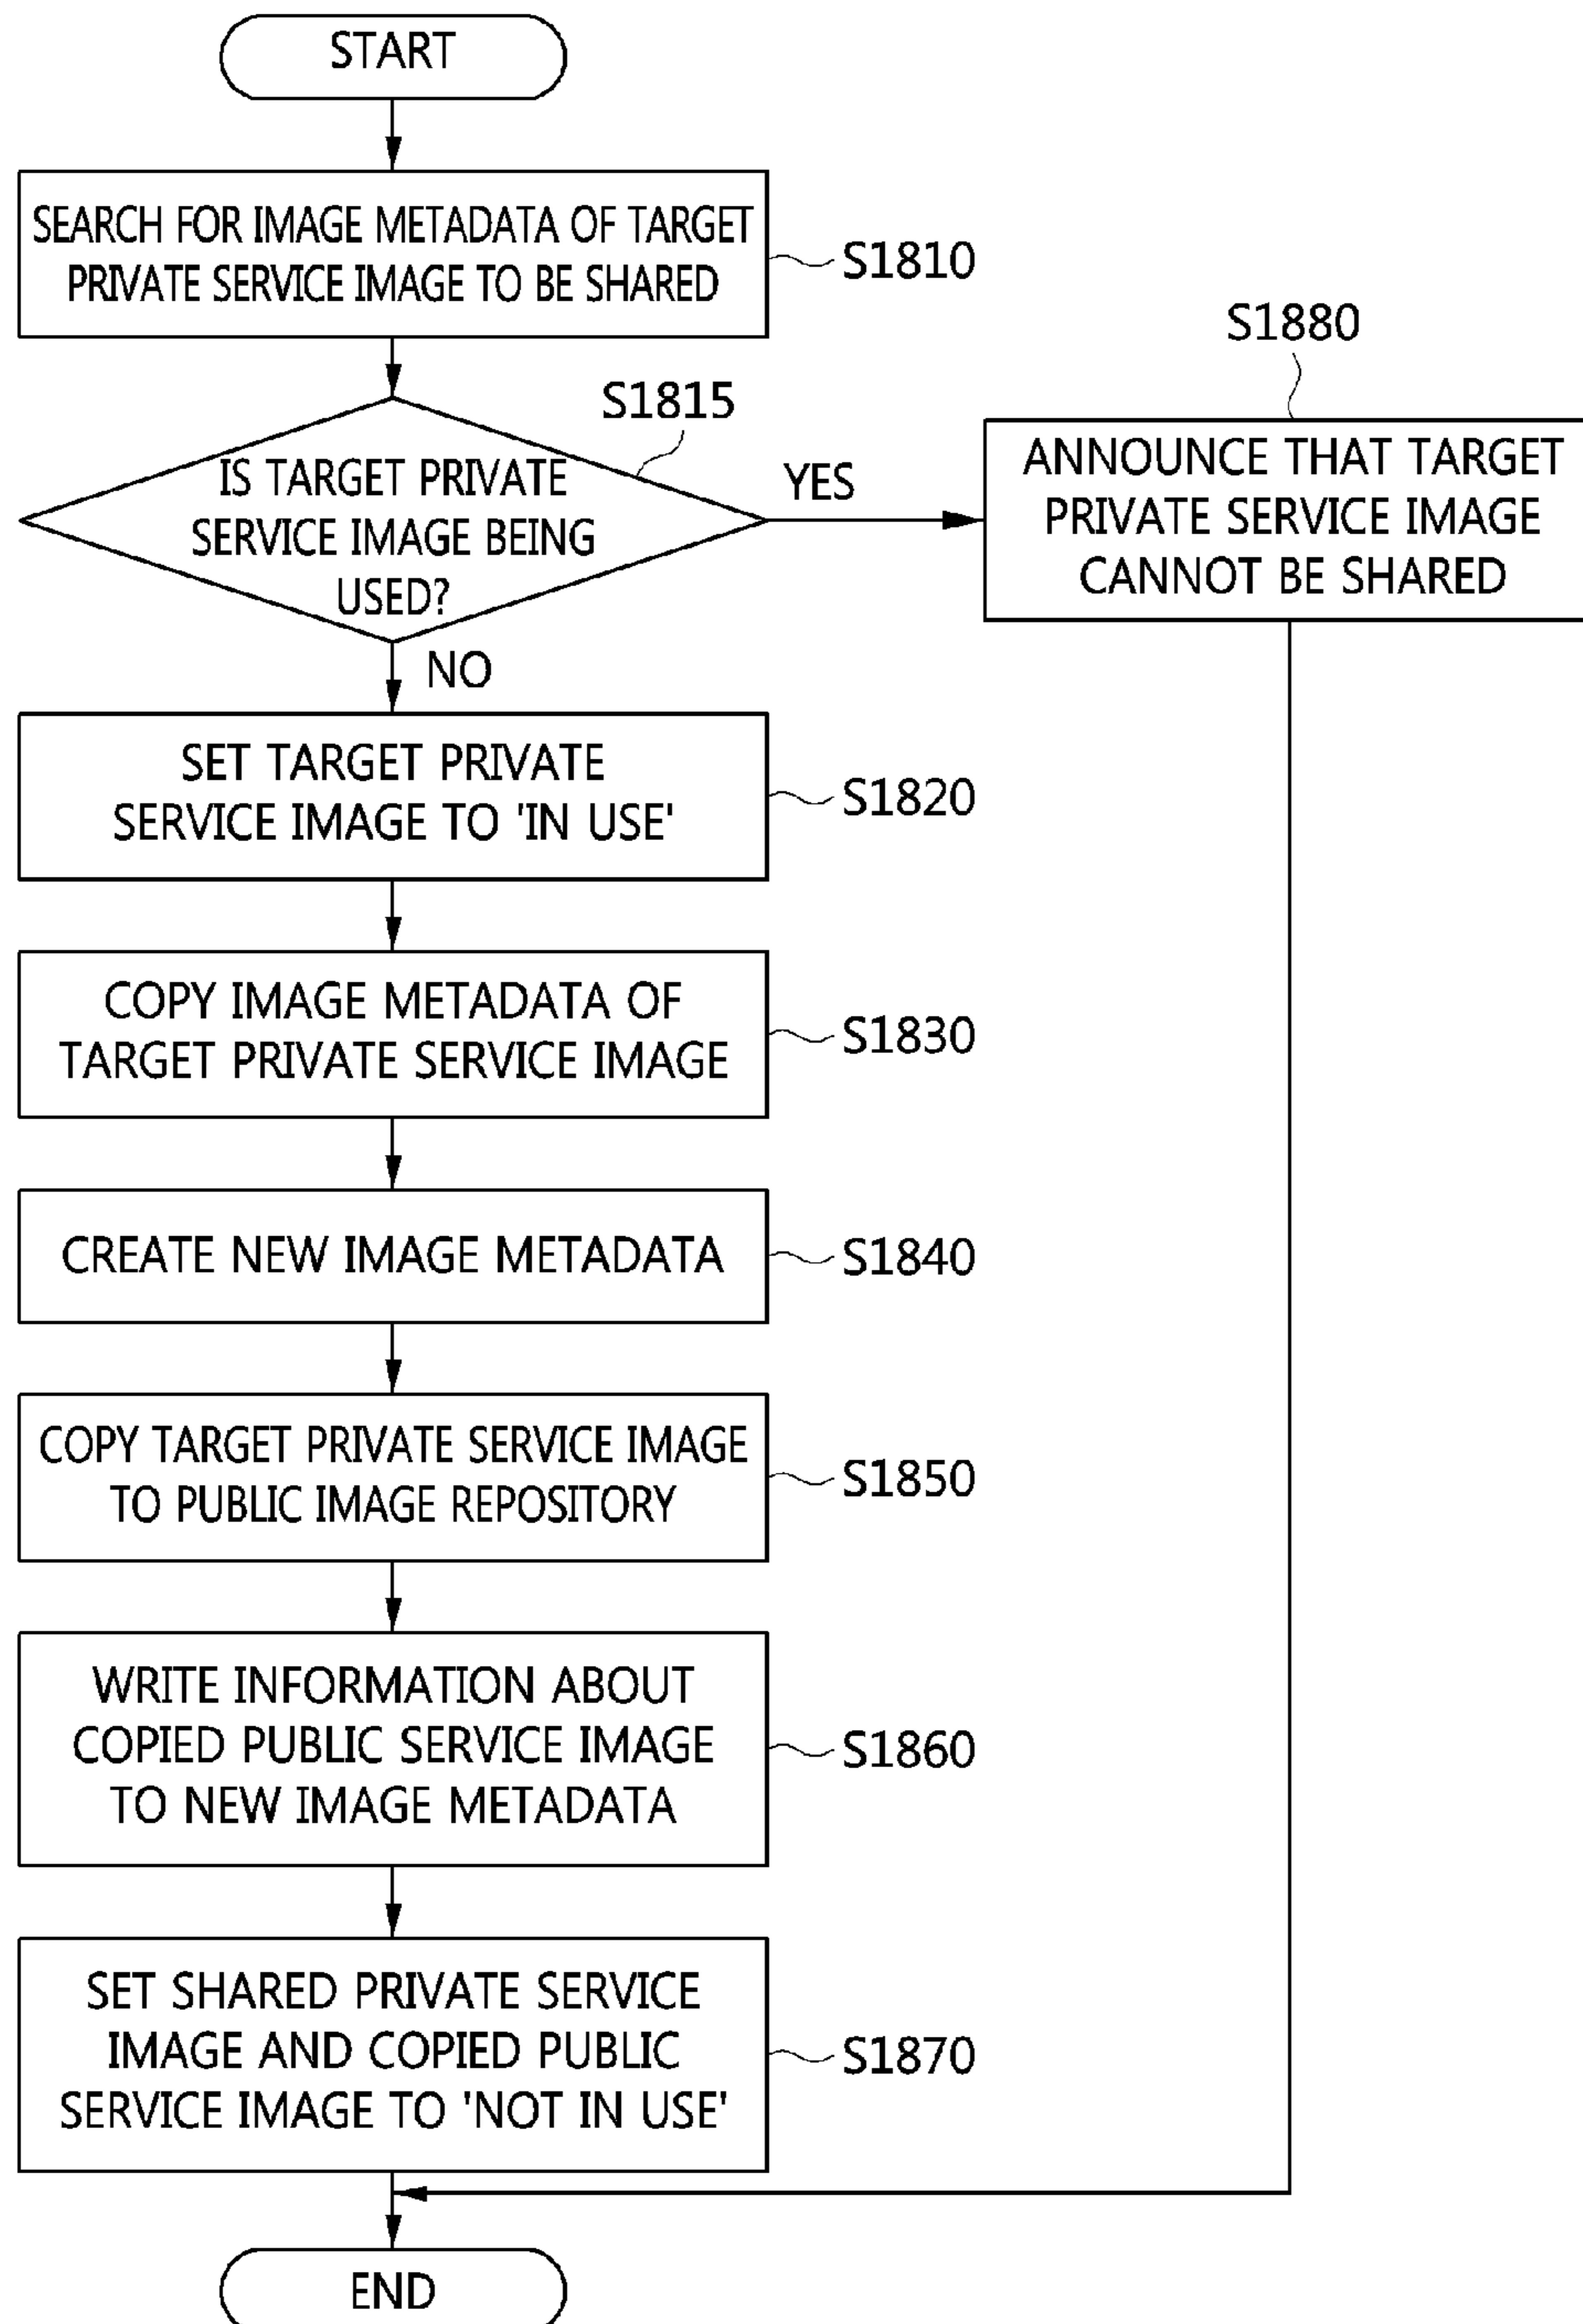 START
SEARCH FOR IMAGE METADATA OF TARGET
PRIVATE SERVICE IMAGE TO BE SHARED
S1810
S1815
IS TARGET PRIVATE
SERVICE IMAGE BEING
USED?
YES
S1880
ANNOUNCE THAT TARGET
PRIVATE SERVICE IMAGE
CANNOT BE SHARED
NO
SET TARGET PRIVATE
SERVICE IMAGE TO 'IN USE'
S1820
COPY IMAGE METADATA OF
TARGET PRIVATE SERVICE IMAGE
S1830
CREATE NEW IMAGE METADATA
S1840
COPY TARGET PRIVATE SERVICE IMAGE
TO PUBLIC IMAGE REPOSITORY
S1850
WRITE INFORMATION ABOUT
COPIED PUBLIC SERVICE IMAGE
TO NEW IMAGE METADATA
S1860
SET SHARED PRIVATE SERVICE
IMAGE AND COPIED PUBLIC
SERVICE IMAGE TO 'NOT IN USE'
S1870
END